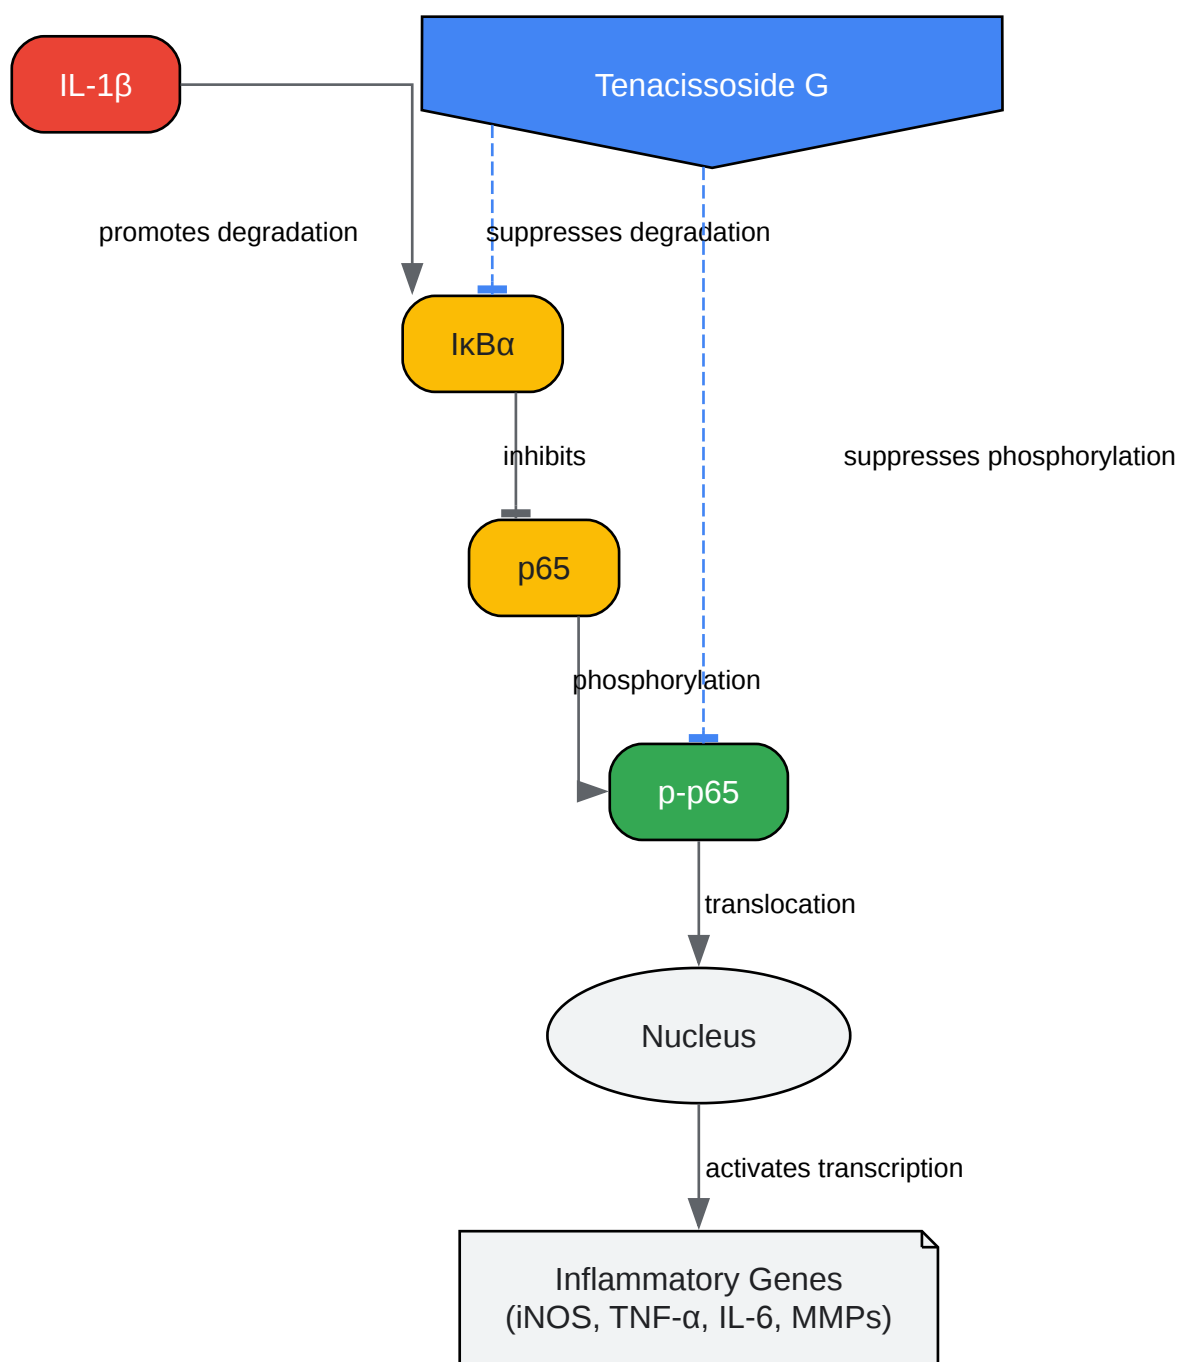 IL-1β
Tenacissoside G
promotes degradation
suppresses degradation
IκBα
inhibits
suppresses phosphorylation
p65
phosphorylation
p-p65
translocation
Nucleus
activates transcription
Inflammatory Genes
(iNOS, TNF-α, IL-6, MMPs)